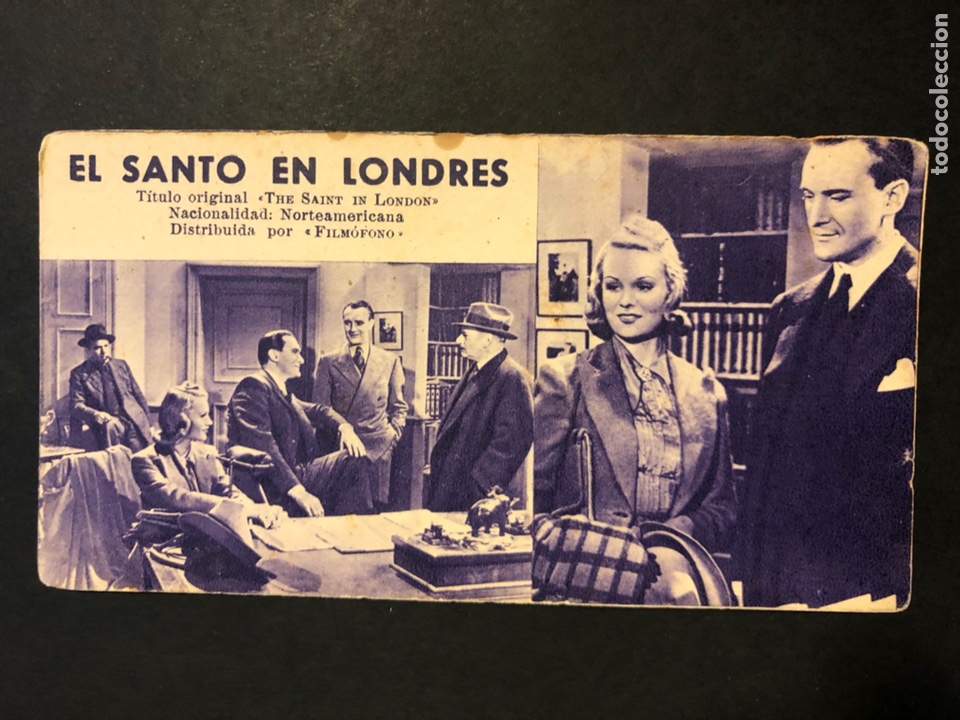 EL SANTO EN LONDRES
Título original «THE SAINT IN LONDON»
Nacionalidad: Norteamericana
Distribuida por «FILMÓFONO»
todocoleccion